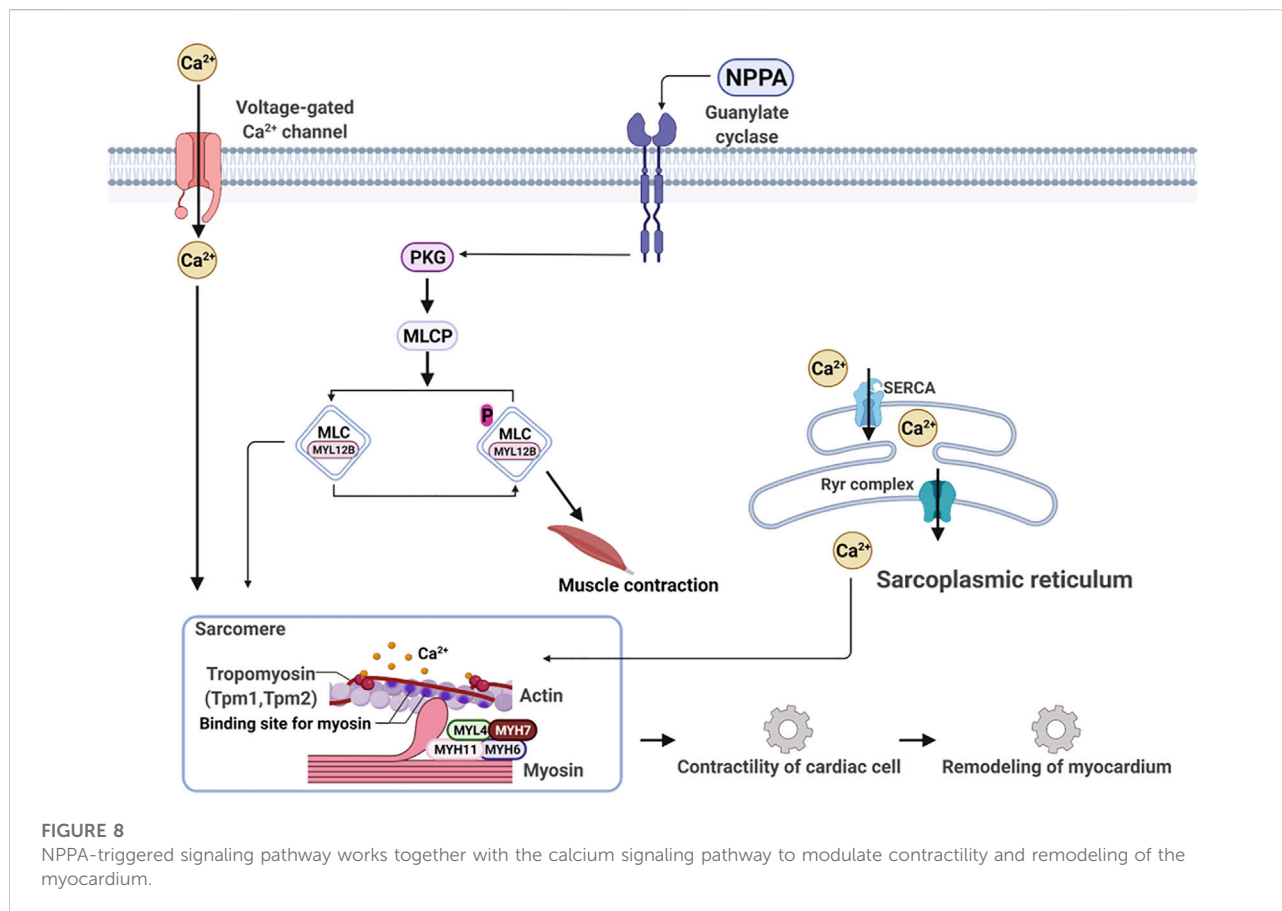 Ca²⁺
Voltage-gated
Ca²⁺ channel
NPPA
Guanylate
cyclase
Ca²⁺
PKG
MLCP
MLC
MYL12B
P
MLC
MYL12B
Muscle contraction
Ca²⁺
SERCA
Ca²⁺
Ryr complex
Ca²⁺
Sarcoplasmic reticulum
Sarcomere
Ca²⁺
Tropomyosin
(Tpm1,Tpm2)
Actin
Binding site for myosin
MYL4 MYH7
MYH11 MYH6
Myosin
Contractility of cardiac cell
Remodeling of myocardium
FIGURE 8
NPPA-triggered signaling pathway works together with the calcium signaling pathway to modulate contractility and remodeling of the
myocardium.